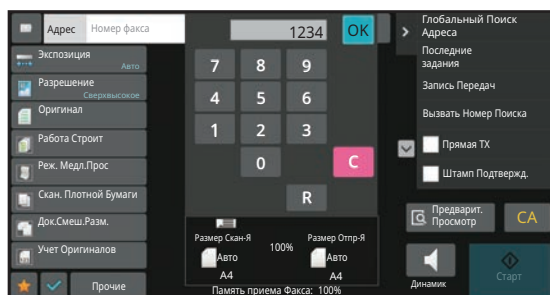 Адрес
Номер факса
1234
OK
Экспозиция
Авто
Разрешение
Сверхвысокое
Оригинал
Работа Строит
Реж. Медл.Прос
Скан. Плотной Бумаги
Док.Смеш.Разм.
Учет Оригиналов
Прочие
7 8 9
4 5 6
1 2 3
0 C
R
Размер Скан-Я
100%
Размер Отпр-Я
Авто
Авто
A4
A4
Память приема Факса: 100%
Глобальный Поиск
Адреса
Последние
задания
Запись Передач
Вызвать Номер Поиска
Прямая TX
Штамп Подтвержд.
Предварит.
Просмотр
CA
Динамик
Старт